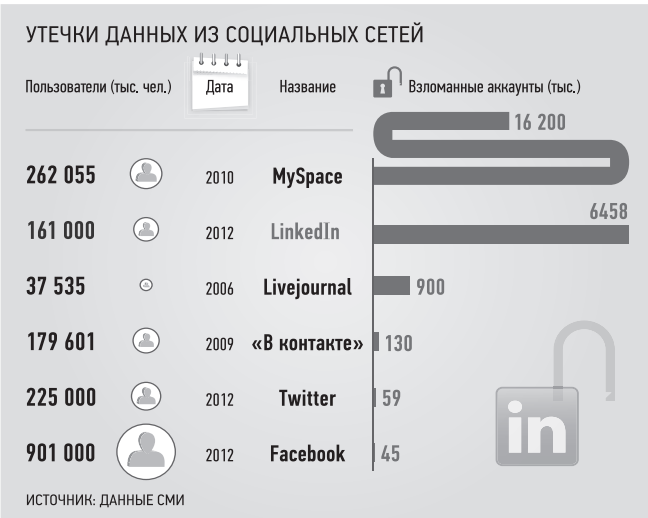 УТЕЧКИ ДАННЫХ ИЗ СОЦИАЛЬНЫХ СЕТЕЙ
Пользователи (тыс. чел.) Дата Название Взломанные аккаунты (тыс.)
16 200
262 055 2010 MySpace
6458
161 000 2012 LinkedIn
37 535 2006 Livejournal 900
179 601 2009 «В контакте» 130
225 000 2012 Twitter 59
in
901 000 2012 Facebook 45
ИСТОЧНИК: ДАННЫЕ СМИ